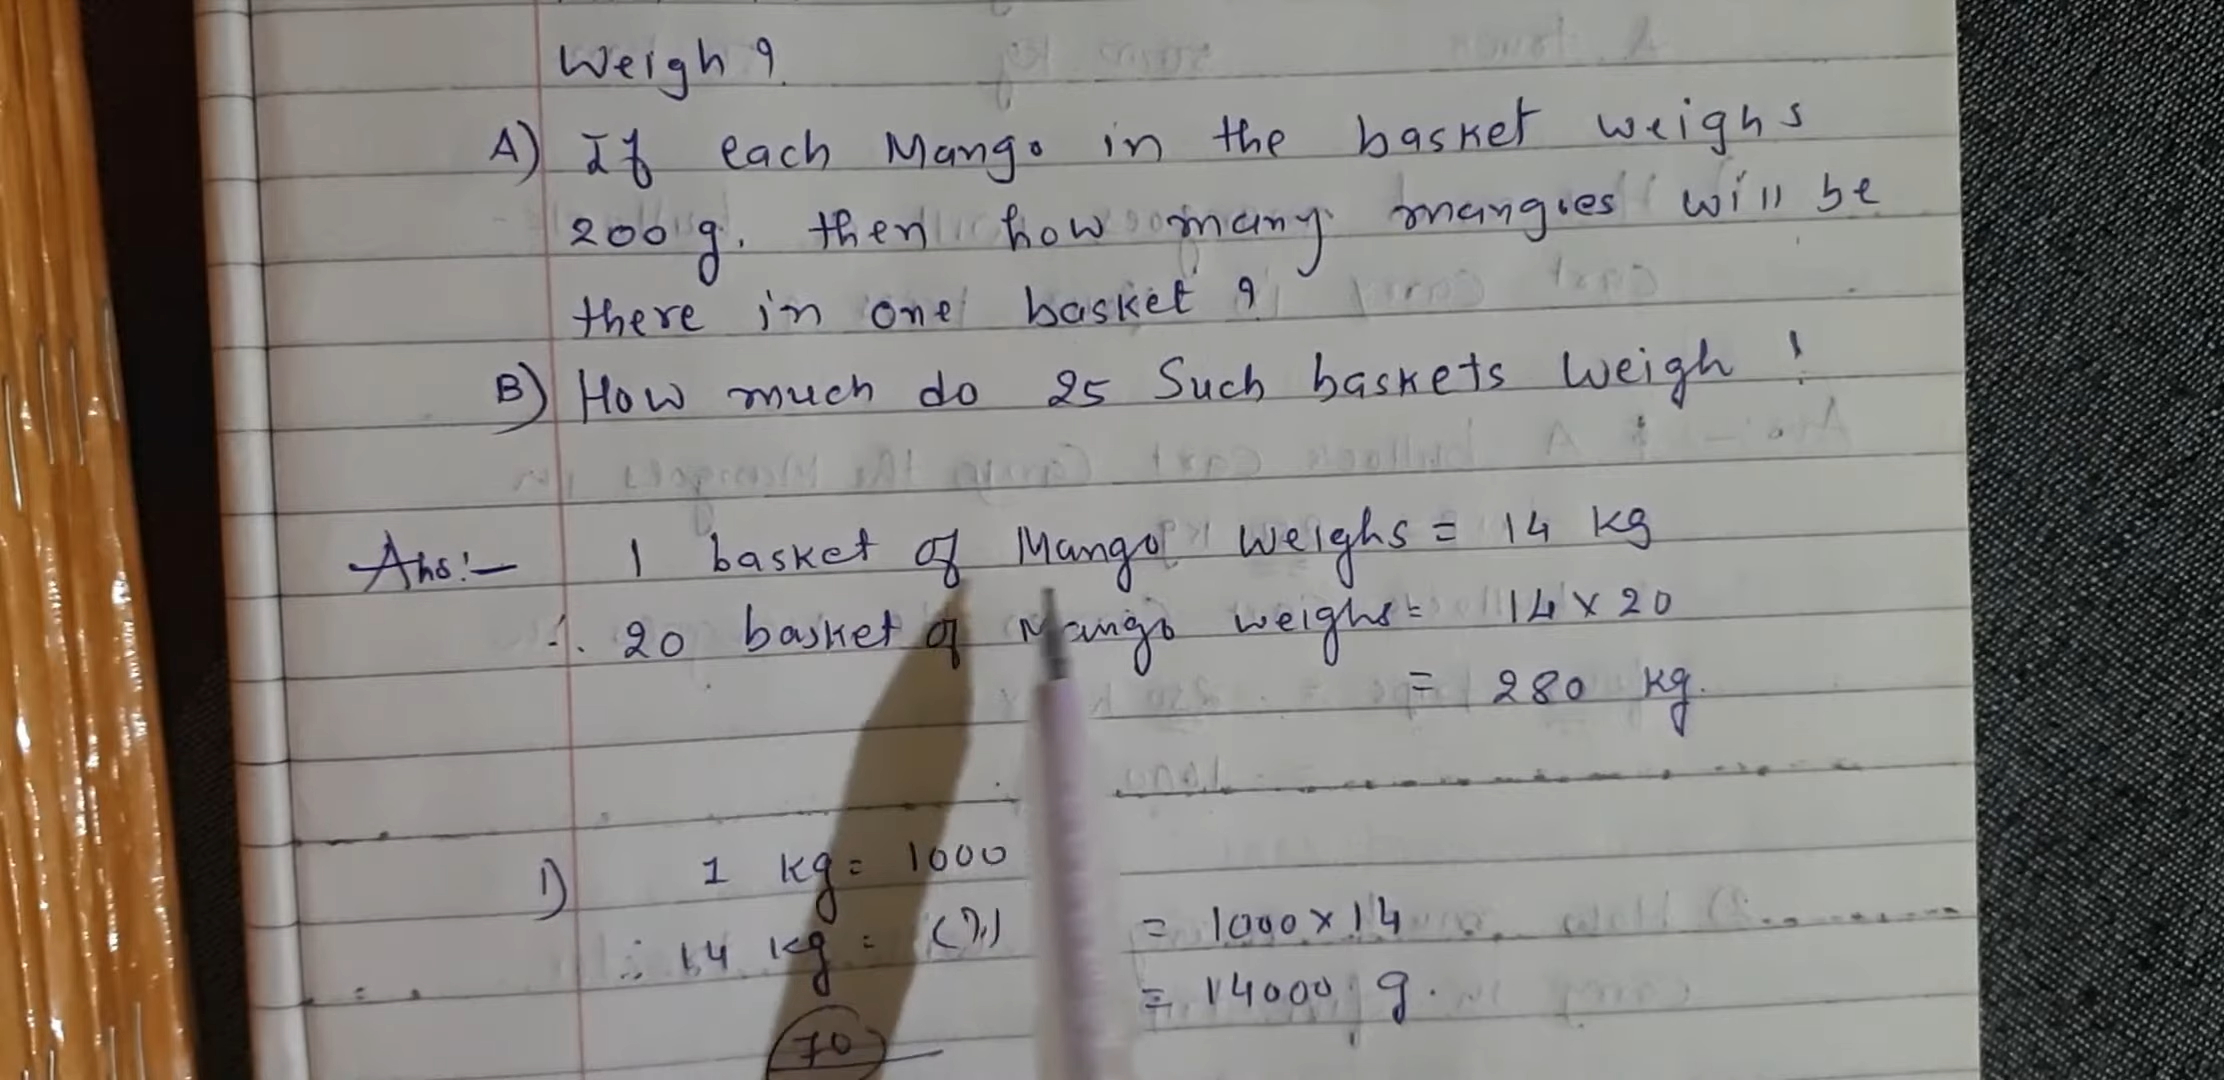 Weigh ?
A) If each Mango in the basket weighs
200 g. then how many mangoes will be
there in one basket ?
B) How much do 25 Such baskets Weigh !
Ans:- 1 basket of Mango Weighs = 14 kg
∴ 20 basket of Mango weighs = 14 x 20
= 280 kg.
1) 1 kg = 1000
∴ 14 kg = (?) = 1000 x 14
= 14000 g.
70